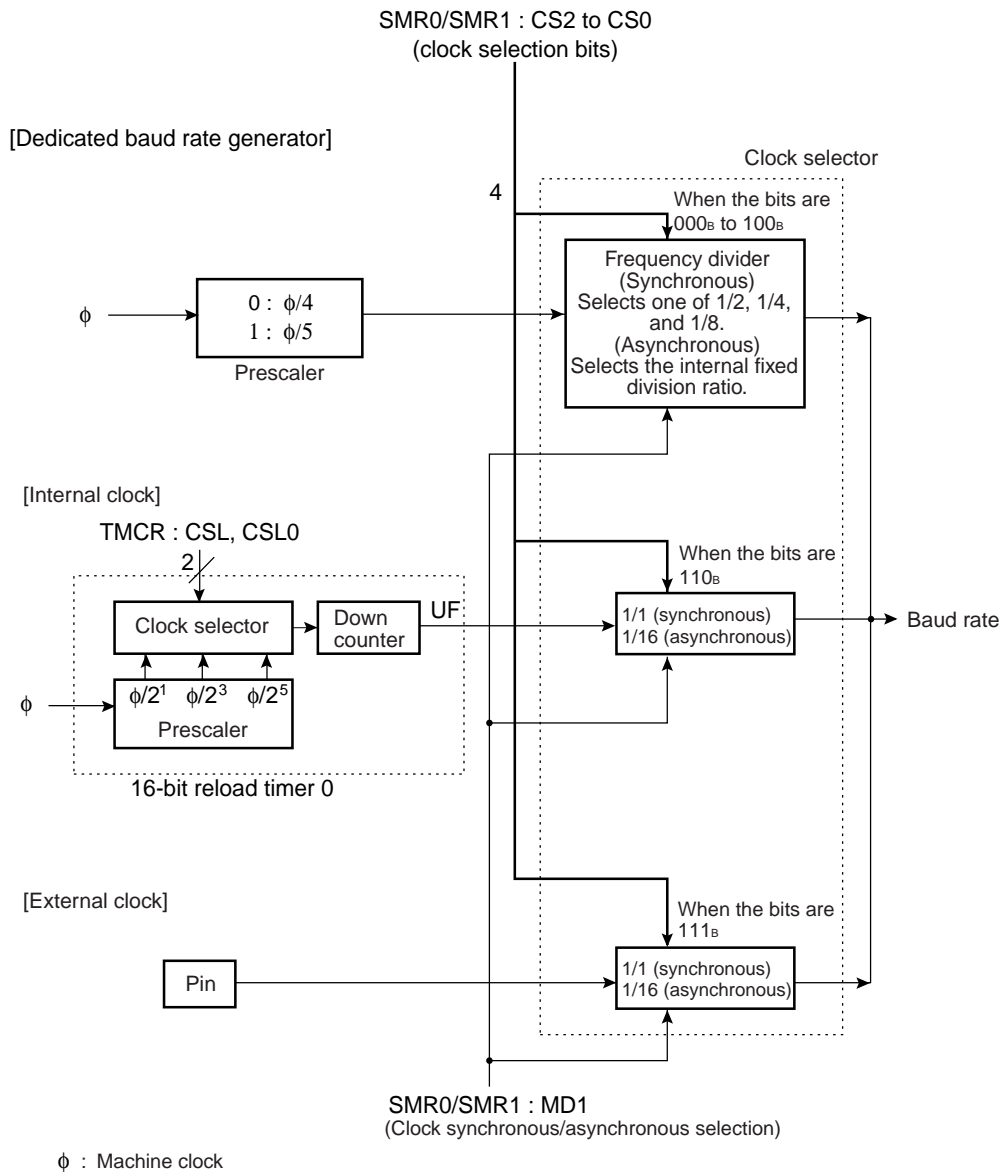 SMR0/SMR1 : CS2 to CS0
(clock selection bits)
[Dedicated baud rate generator]
Clock selector
4
When the bits are
000B to 100B
Frequency divider
(Synchronous)
Selects one of 1/2, 1/4,
and 1/8.
(Asynchronous)
Selects the internal fixed
division ratio.
ϕ
0 : ϕ/4
1 : ϕ/5
Prescaler
[Internal clock]
TMCR : CSL, CSL0
2
When the bits are
110B
Clock selector
Down
counter
UF
1/1 (synchronous)
1/16 (asynchronous)
Baud rate
ϕ/2¹ ϕ/2³ ϕ/2⁵
ϕ
Prescaler
16-bit reload timer 0
[External clock]
When the bits are
111B
Pin
1/1 (synchronous)
1/16 (asynchronous)
SMR0/SMR1 : MD1
(Clock synchronous/asynchronous selection)
ϕ : Machine clock